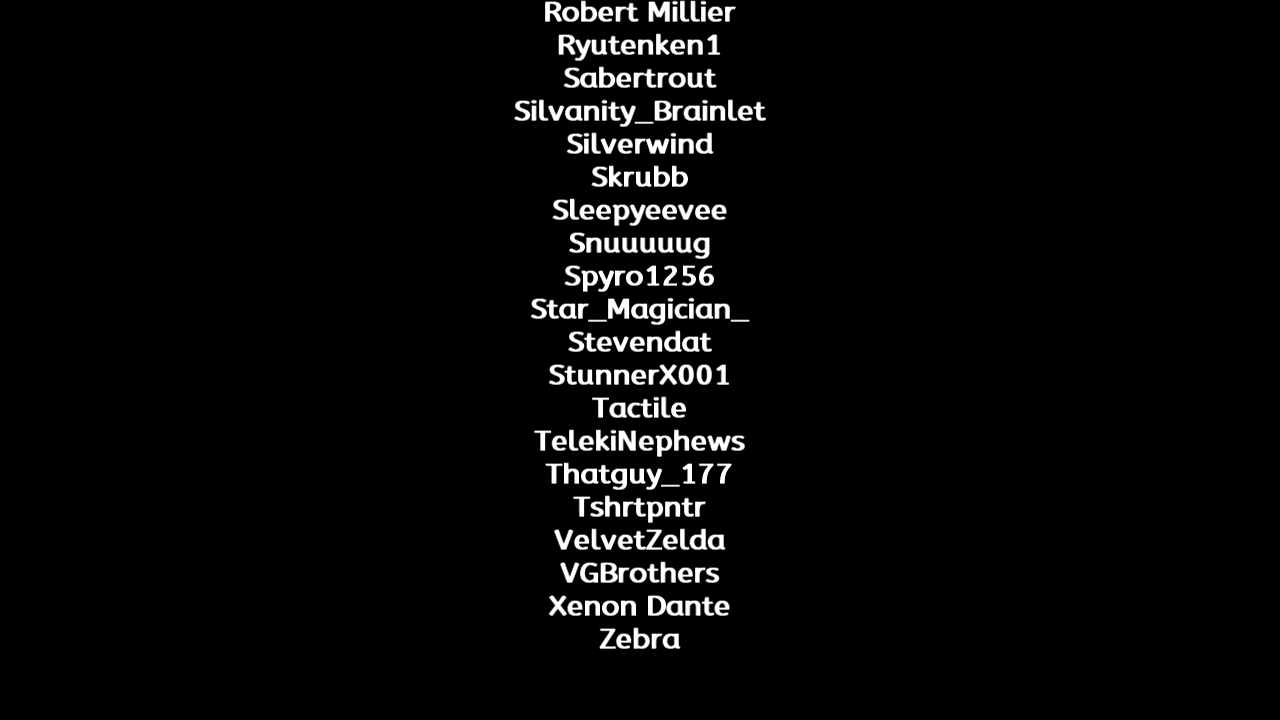 Robert Millier
Ryutenken1
Sabertrout
Silvanity_Brainlet
Silverwind
Skrubb
Sleepyeevee
Snuuuuug
Spyro1256
Star_Magician_
Stevendat
StunnerX001
Tactile
TelekiNephews
Thatguy_177
Tshrtpntr
VelvetZelda
VGBrothers
Xenon Dante
Zebra